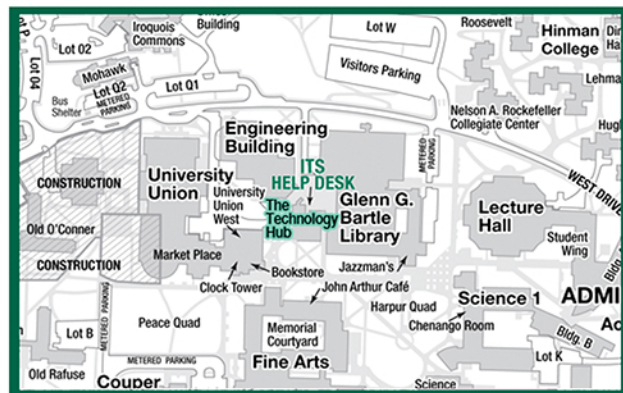 Iroquois
Commons
Building
Lot W
Roosevelt
Hinman
College
Lot 02
Lot 04
Mohawk
Lot Q2
METERED
PARKING
Lot Q1
Visitors Parking
Bus
Shelter
Nelson A. Rockefeller
Collegiate Center
Engineering
Building
METERED
PARKING
WEST DRIVE
CONSTRUCTION
University
Union
ITS
HELP DESK
University
Union
West
The
Technology
Hub
Glenn G.
Bartle
Library
Lecture
Hall
Old O'Conner
Student
Wing
CONSTRUCTION
Market Place
Bookstore
Jazzman's
Clock Tower
John Arthur Café
Science 1
METERED PARKING
Peace Quad
Harpur Quad
Chenango Room
Lot B
Memorial
Courtyard
Bldg. B
METERED PARKING
Fine Arts
Lot K
Old Rafuse
Couper
Science